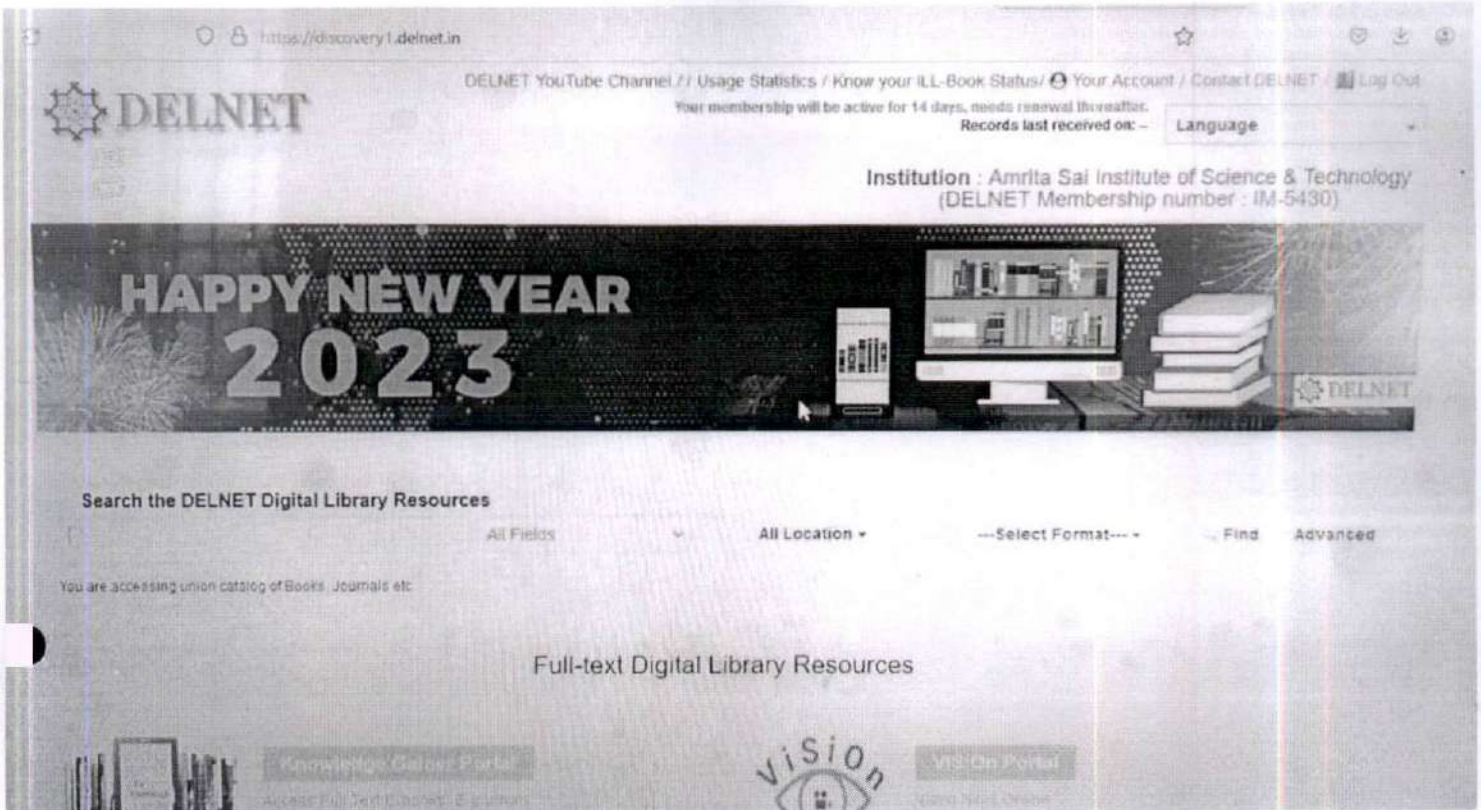 https://discovery1.delnet.in
DELNET YouTube Channel // Usage Statistics / Know your ILL-Book Status/ Your Account / Contact DELNET / Log Out
Your membership will be active for 14 days, needs renewal thereafter.
Records last received on: –
Language
DELNET
Institution : Amrita Sai Institute of Science & Technology
(DELNET Membership number : IM-5430)
HAPPY NEW YEAR
2023
DELNET
Search the DELNET Digital Library Resources
All Fields All Location ---Select Format--- Find Advanced
You are accessing union catalog of Books, Journals etc
Full-text Digital Library Resources
Knowledge Gainer Portal
ViSiOn
ViSiOn Portal